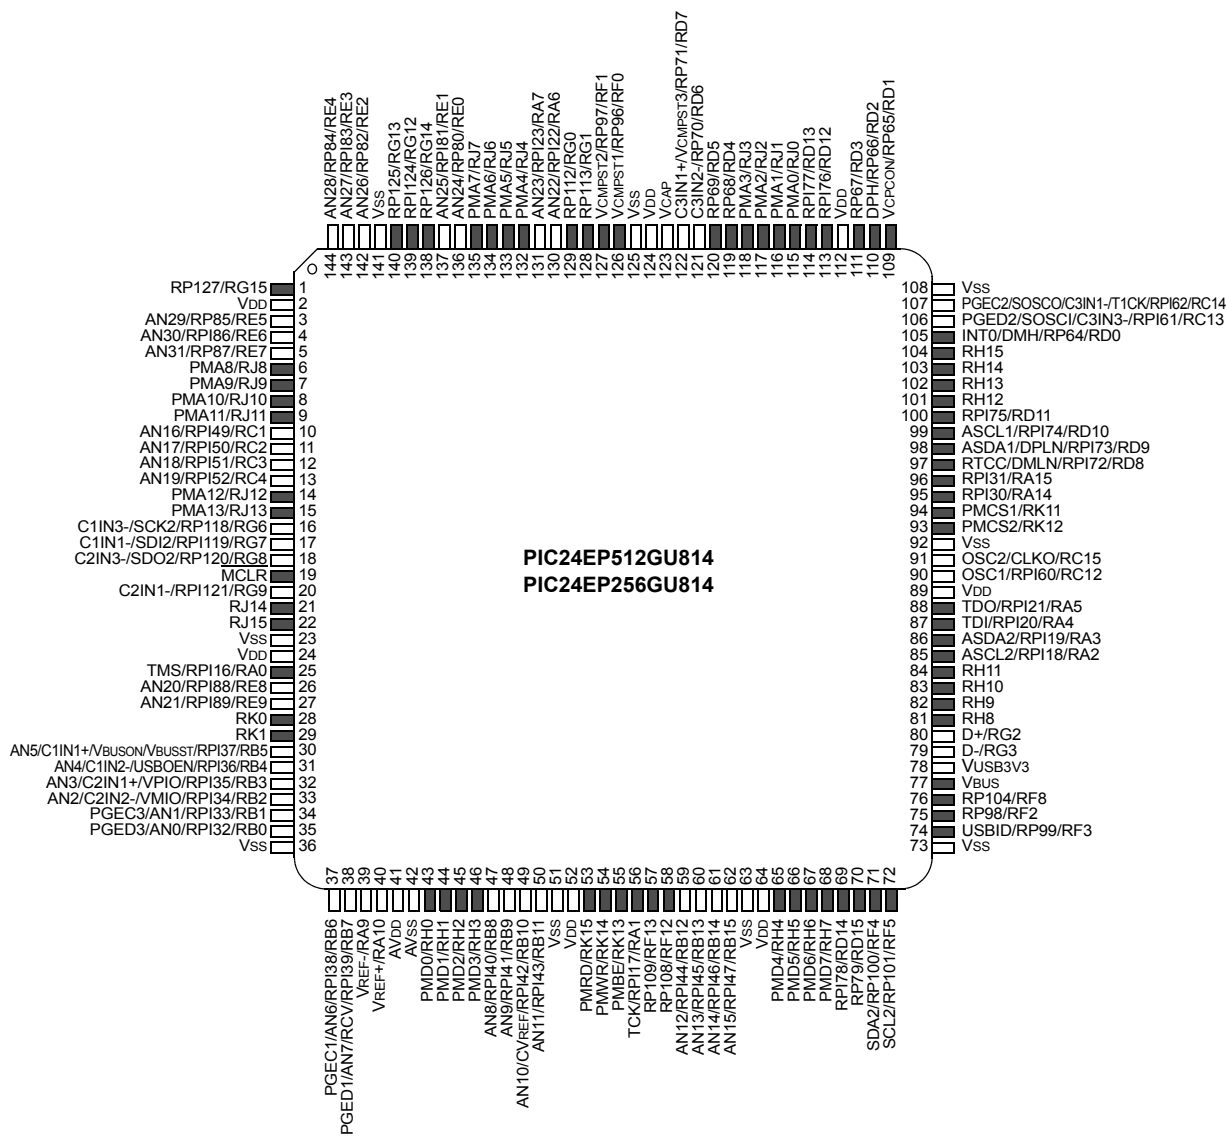 AN28/RP84/RE4
AN27/RPI83/RE3
AN26/RP82/RE2
VSS
RP125/RG13
RPI124/RG12
RP126/RG14
AN25/RPI81/RE1
AN24/RP80/RE0
PMA7/RJ7
PMA6/RJ6
PMA5/RJ5
PMA4/RJ4
AN23/RPI23/RA7
AN22/RPI22/RA6
RP112/RG0
RP113/RG1
VCMPST2/RP97/RF1
VCMPST1/RP96/RF0
VSS
VDD
VCAP
C3IN1+/VCMPST3/RP71/RD7
C3IN2-/RP70/RD6
RP69/RD5
RP68/RD4
PMA3/RJ3
PMA2/RJ2
PMA1/RJ1
PMA0/RJ0
RPI77/RD13
RPI76/RD12
VDD
RP67/RD3
DPH/RP66/RD2
VCPCON/RP65/RD1
144
143
142
141
140
139
138
137
136
135
134
133
132
131
130
129
128
127
126
125
124
123
122
121
120
119
118
117
116
115
114
113
112
111
110
109
RP127/RG15 1
VDD 2
AN29/RP85/RE5 3
AN30/RPI86/RE6 4
AN31/RP87/RE7 5
PMA8/RJ8 6
PMA9/RJ9 7
PMA10/RJ10 8
PMA11/RJ11 9
AN16/RPI49/RC1 10
AN17/RPI50/RC2 11
AN18/RPI51/RC3 12
AN19/RPI52/RC4 13
PMA12/RJ12 14
PMA13/RJ13 15
C1IN3-/SCK2/RP118/RG6 16
C1IN1-/SDI2/RPI119/RG7 17
C2IN3-/SDO2/RP120/RG8 18
MCLR 19
C2IN1-/RPI121/RG9 20
RJ14 21
RJ15 22
VSS 23
VDD 24
TMS/RPI16/RA0 25
AN20/RPI88/RE8 26
AN21/RPI89/RE9 27
RK0 28
RK1 29
AN5/C1IN1+/VBUSON/VBUSST/RPI37/RB5 30
AN4/C1IN2-/USBOEN/RPI36/RB4 31
AN3/C2IN1+/VPIO/RPI35/RB3 32
AN2/C2IN2-/VMIO/RPI34/RB2 33
PGEC3/AN1/RPI33/RB1 34
PGED3/AN0/RPI32/RB0 35
VSS 36
PIC24EP512GU814
PIC24EP256GU814
108 VSS
107 PGEC2/SOSCO/C3IN1-/T1CK/RPI62/RC14
106 PGED2/SOSCI/C3IN3-/RPI61/RC13
105 INT0/DMH/RP64/RD0
104 RH15
103 RH14
102 RH13
101 RH12
100 RPI75/RD11
99 ASCL1/RPI74/RD10
98 ASDA1/DPLN/RPI73/RD9
97 RTCC/DMLN/RPI72/RD8
96 RPI31/RA15
95 RPI30/RA14
94 PMCS1/RK11
93 PMCS2/RK12
92 VSS
91 OSC2/CLKO/RC15
90 OSC1/RPI60/RC12
89 VDD
88 TDO/RPI21/RA5
87 TDI/RPI20/RA4
86 ASDA2/RPI19/RA3
85 ASCL2/RPI18/RA2
84 RH11
83 RH10
82 RH9
81 RH8
80 D+/RG2
79 D-/RG3
78 VUSB3V3
77 VBUS
76 RP104/RF8
75 RP98/RF2
74 USBID/RP99/RF3
73 VSS
37
38
39
40
41
42
43
44
45
46
47
48
49
50
51
52
53
54
55
56
57
58
59
60
61
62
63
64
65
66
67
68
69
70
71
72
PGEC1/AN6/RPI38/RB6
PGED1/AN7/RCV/RPI39/RB7
VREF-/RA9
VREF+/RA10
AVDD
AVSS
PMD0/RH0
PMD1/RH1
PMD2/RH2
PMD3/RH3
AN8/RPI40/RB8
AN9/RPI41/RB9
AN10/CVREF/RPI42/RB10
AN11/RPI43/RB11
VSS
VDD
PMRD/RK15
PMWR/RK14
PMBE/RK13
TCK/RPI17/RA1
RP109/RF13
RP108/RF12
AN12/RPI44/RB12
AN13/RPI45/RB13
AN14/RPI46/RB14
AN15/RPI47/RB15
VSS
VDD
PMD4/RH4
PMD5/RH5
PMD6/RH6
PMD7/RH7
RPI78/RD14
RP79/RD15
SDA2/RP100/RF4
SCL2/RP101/RF5